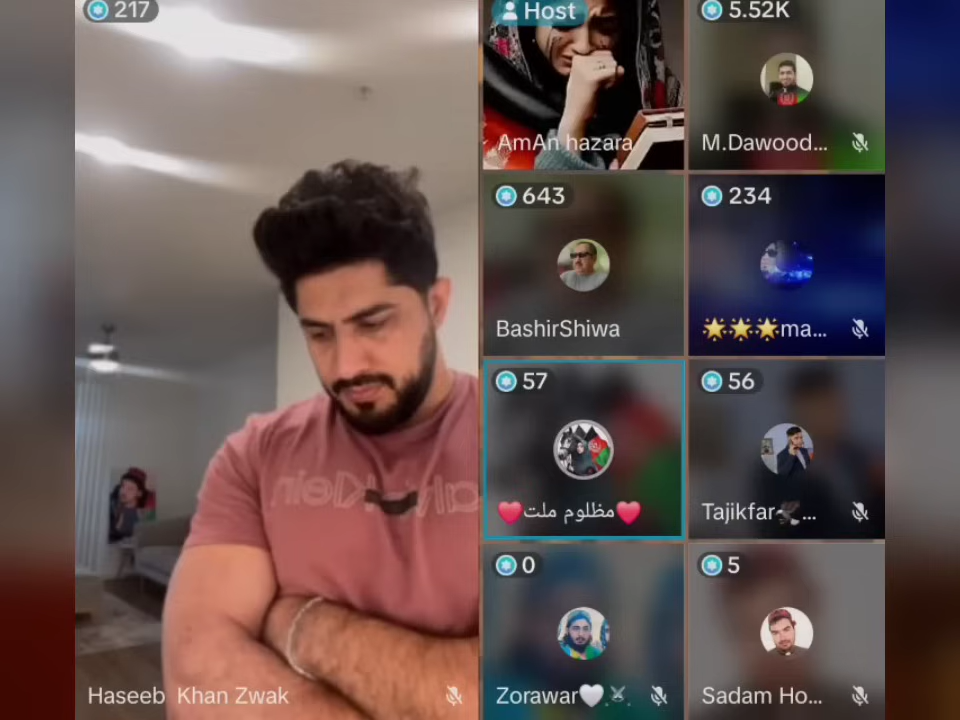 217
Host
5.52K
AmAn hazara
M.Dawood...
643
234
BashirShiwa
🌟🌟🌟ma...
57
56
❤️مظلوم ملت❤️
Tajikfar...
0
5
Haseeb Khan Zwak
Zorawar🤍
Sadam Ho...